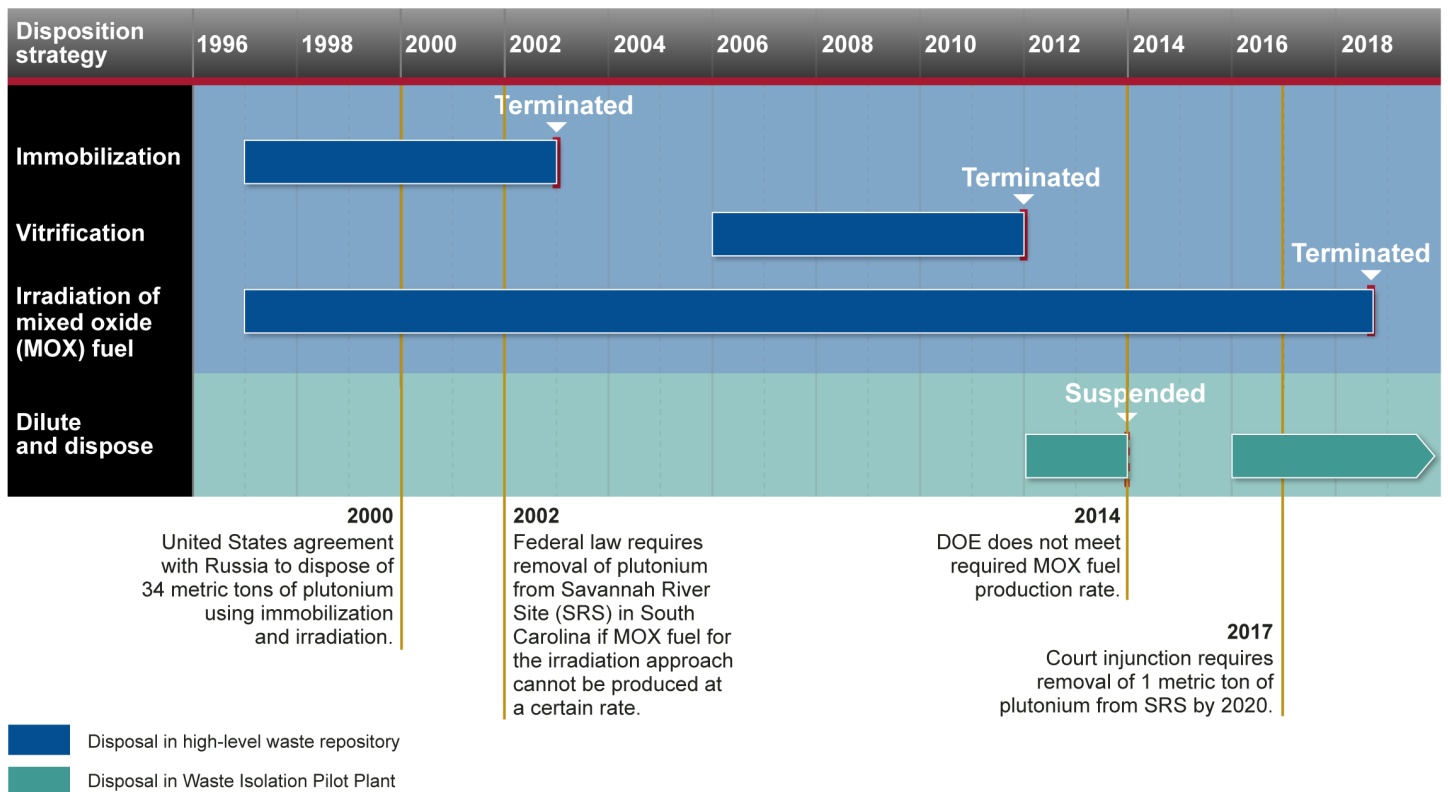 Disposition
strategy
1996 1998 2000 2002 2004 2006 2008 2010 2012 2014 2016 2018
Terminated
Immobilization
Terminated
Vitrification
Terminated
Irradiation of
mixed oxide
(MOX) fuel
Suspended
Dilute
and dispose
2000
United States agreement
with Russia to dispose of
34 metric tons of plutonium
using immobilization
and irradiation.
2002
Federal law requires
removal of plutonium
from Savannah River
Site (SRS) in South
Carolina if MOX fuel for
the irradiation approach
cannot be produced at
a certain rate.
2014
DOE does not meet
required MOX fuel
production rate.
2017
Court injunction requires
removal of 1 metric ton of
plutonium from SRS by 2020.
Disposal in high-level waste repository
Disposal in Waste Isolation Pilot Plant